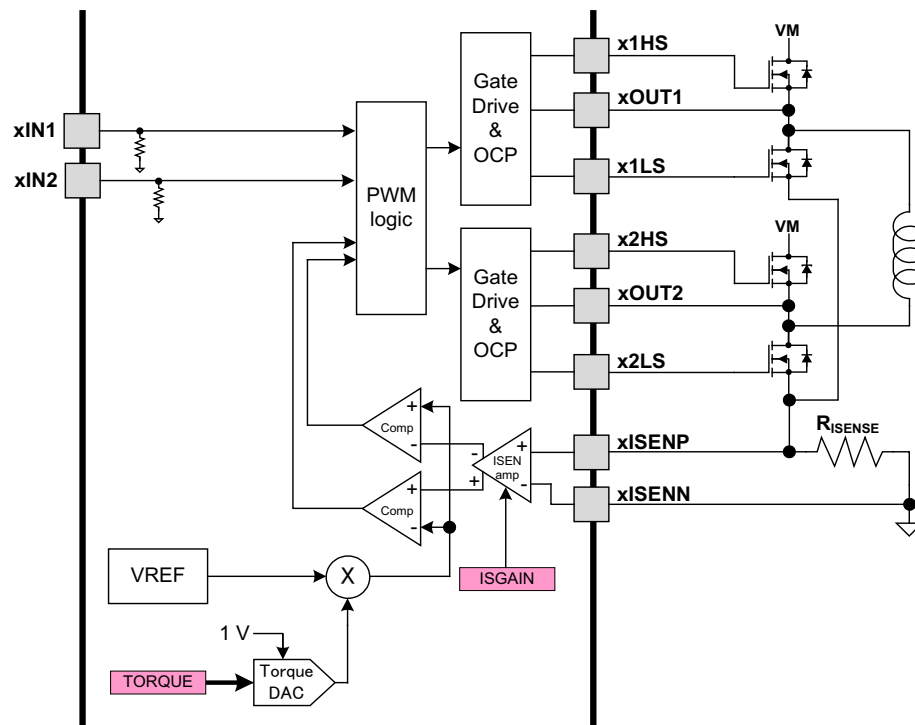 x1HS
VM
xIN1
Gate
Drive
&
OCP
xOUT1
xIN2
PWM
logic
x1LS
x2HS
VM
Gate
Drive
&
OCP
xOUT2
x2LS
+
Comp
-
-
+
ISEN
amp
+
-
xISENP
RISENSE
xISENN
+
Comp
-
VREF
X
ISGAIN
1 V
TORQUE
Torque
DAC